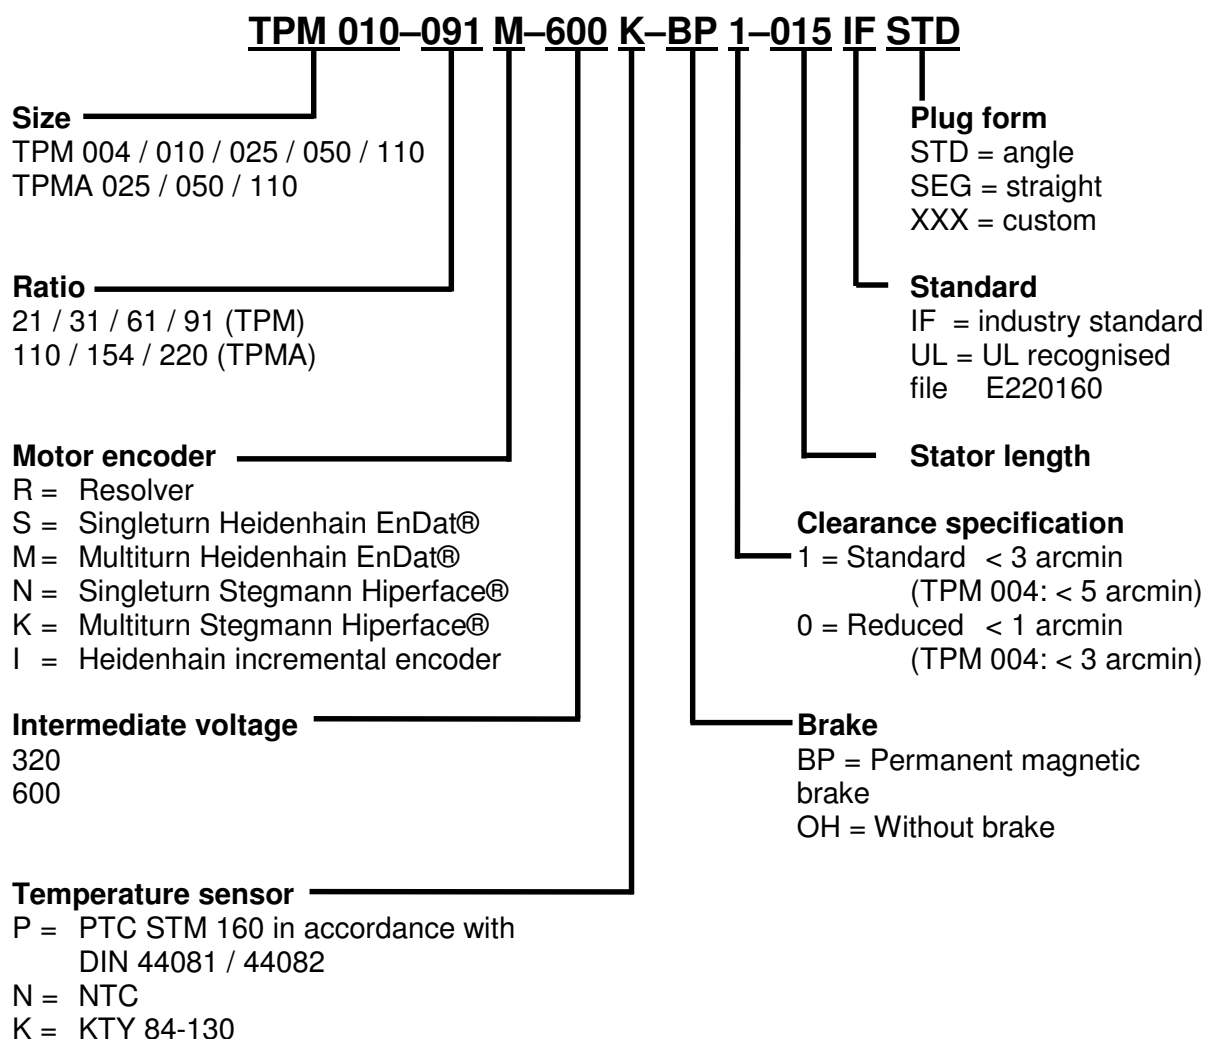 TPM 010–091 M–600 K–BP 1–015 IF STD
Size
TPM 004 / 010 / 025 / 050 / 110
TPMA 025 / 050 / 110
Ratio
21 / 31 / 61 / 91 (TPM)
110 / 154 / 220 (TPMA)
Motor encoder
R = Resolver
S = Singleturn Heidenhain EnDat®
M = Multiturn Heidenhain EnDat®
N = Singleturn Stegmann Hiperface®
K = Multiturn Stegmann Hiperface®
I = Heidenhain incremental encoder
Intermediate voltage
320
600
Temperature sensor
P = PTC STM 160 in accordance with
DIN 44081 / 44082
N = NTC
K = KTY 84-130
Plug form
STD = angle
SEG = straight
XXX = custom
Standard
IF = industry standard
UL = UL recognised
file E220160
Stator length
Clearance specification
1 = Standard < 3 arcmin
(TPM 004: < 5 arcmin)
0 = Reduced < 1 arcmin
(TPM 004: < 3 arcmin)
Brake
BP = Permanent magnetic
brake
OH = Without brake